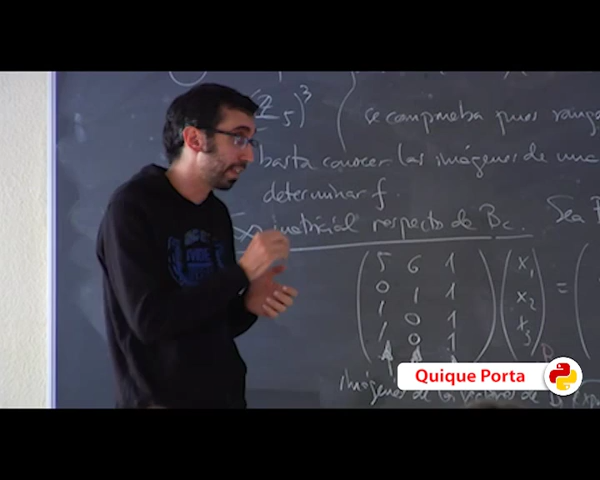 (ℤ₅)³
se comprueba pues rango
basta conocer las imágenes de una
determinar f.
matricial respecto de Bc. Sea B
5 6 1 x₁ =
0 1 1 x₂
1 0 1 x₃
1 0 1
imágenes de los vectores de B
Quique Porta